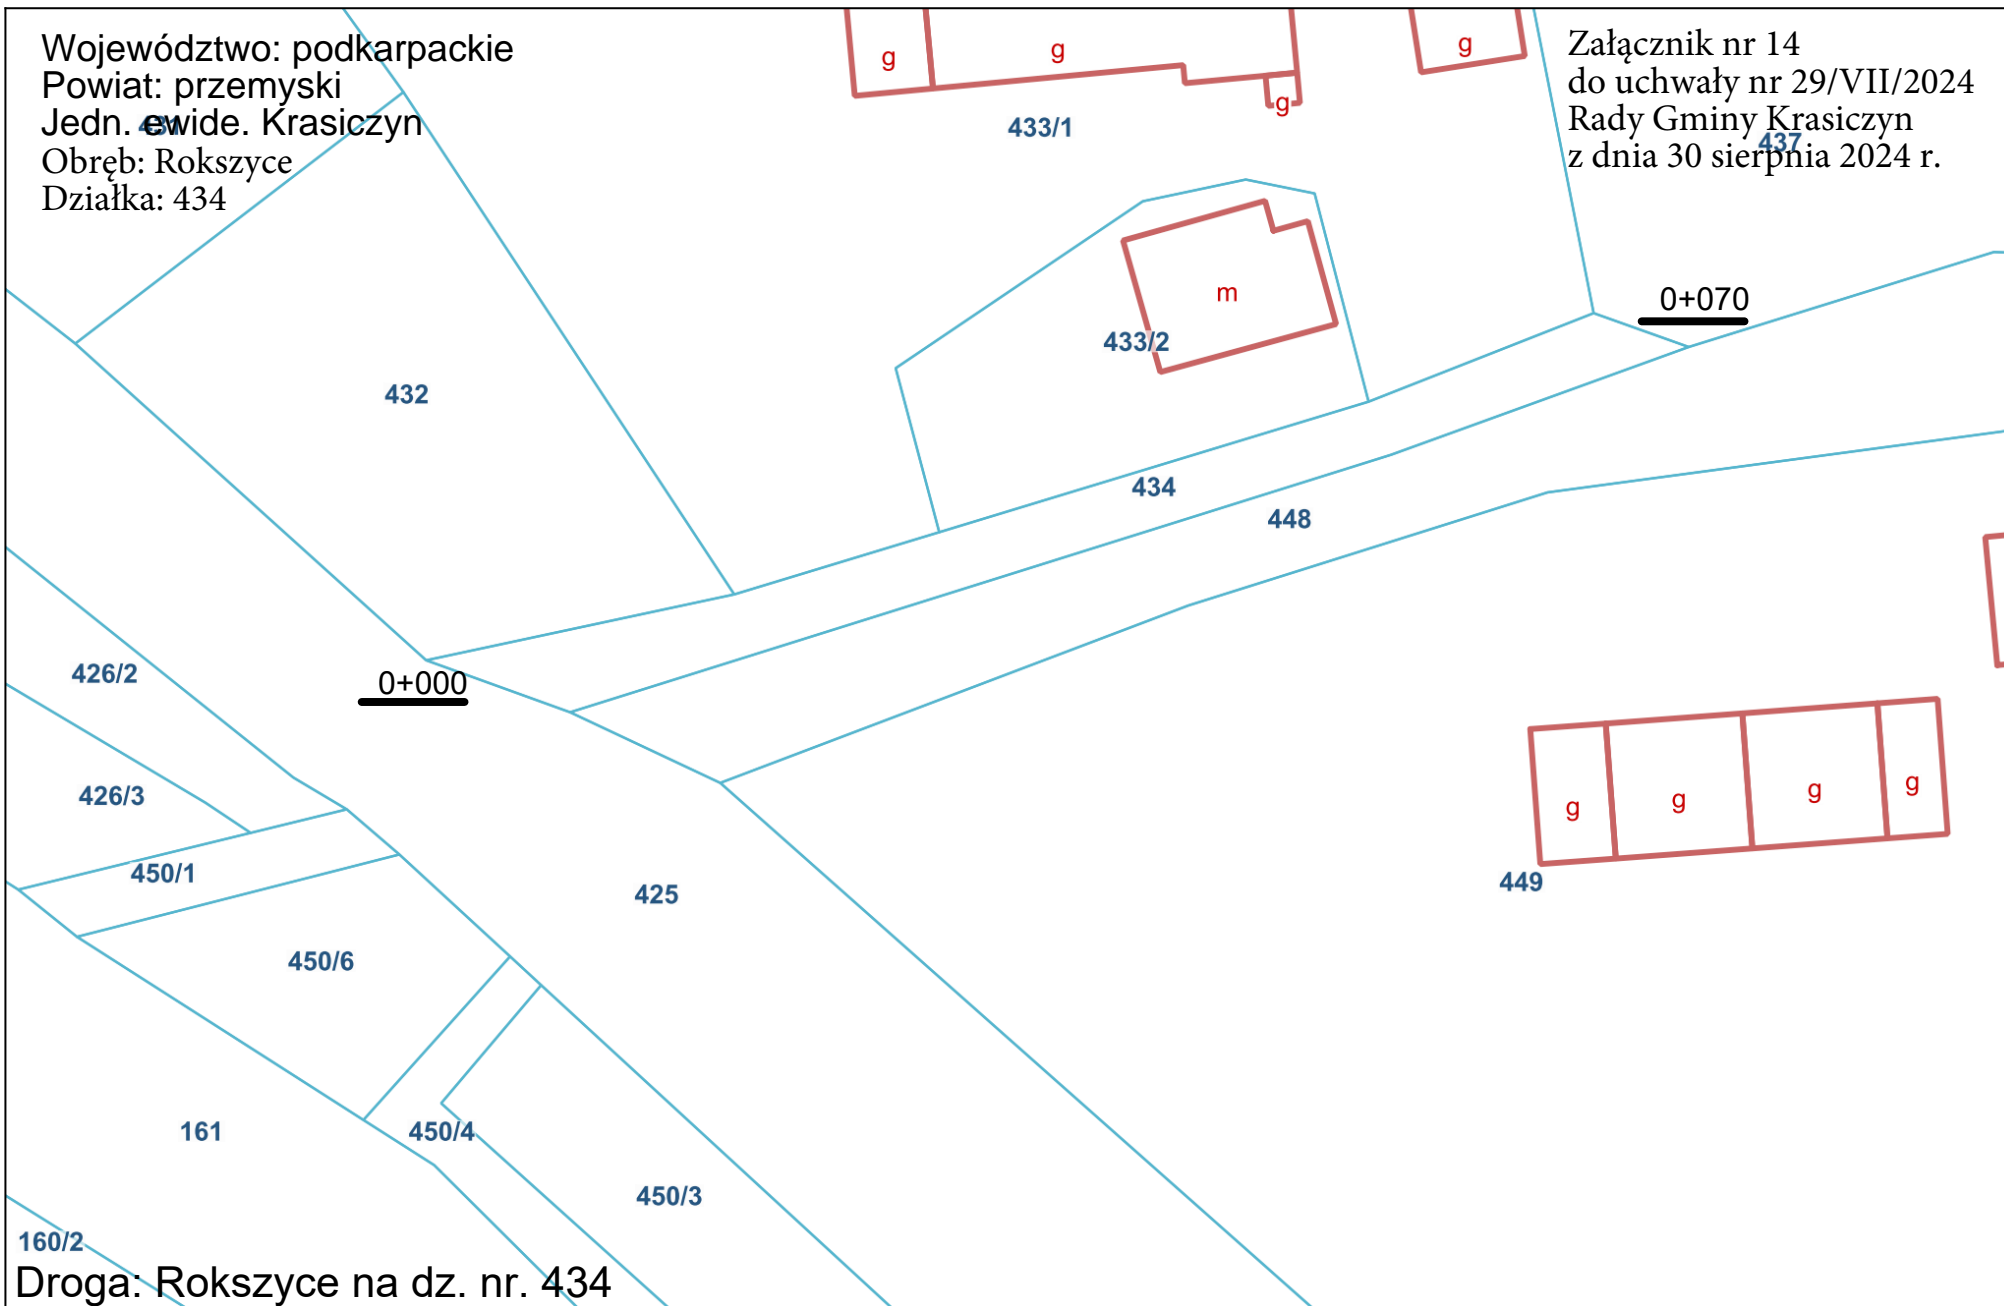 Województwo: podkarpackie
Powiat: przemyski
Jedn. ewide. Krasiczyn
Obręb: Rokszyce
Działka: 434
Załącznik nr 14
do uchwały nr 29/VII/2024
Rady Gminy Krasiczyn
z dnia 30 sierpnia 2024 r.
g
g
g
g
431
433/1
437
m
0+070
433/2
432
434
448
426/2
0+000
426/3
g
g
g
g
450/1
425
449
450/6
161
450/4
450/3
160/2
Droga: Rokszyce na dz. nr. 434